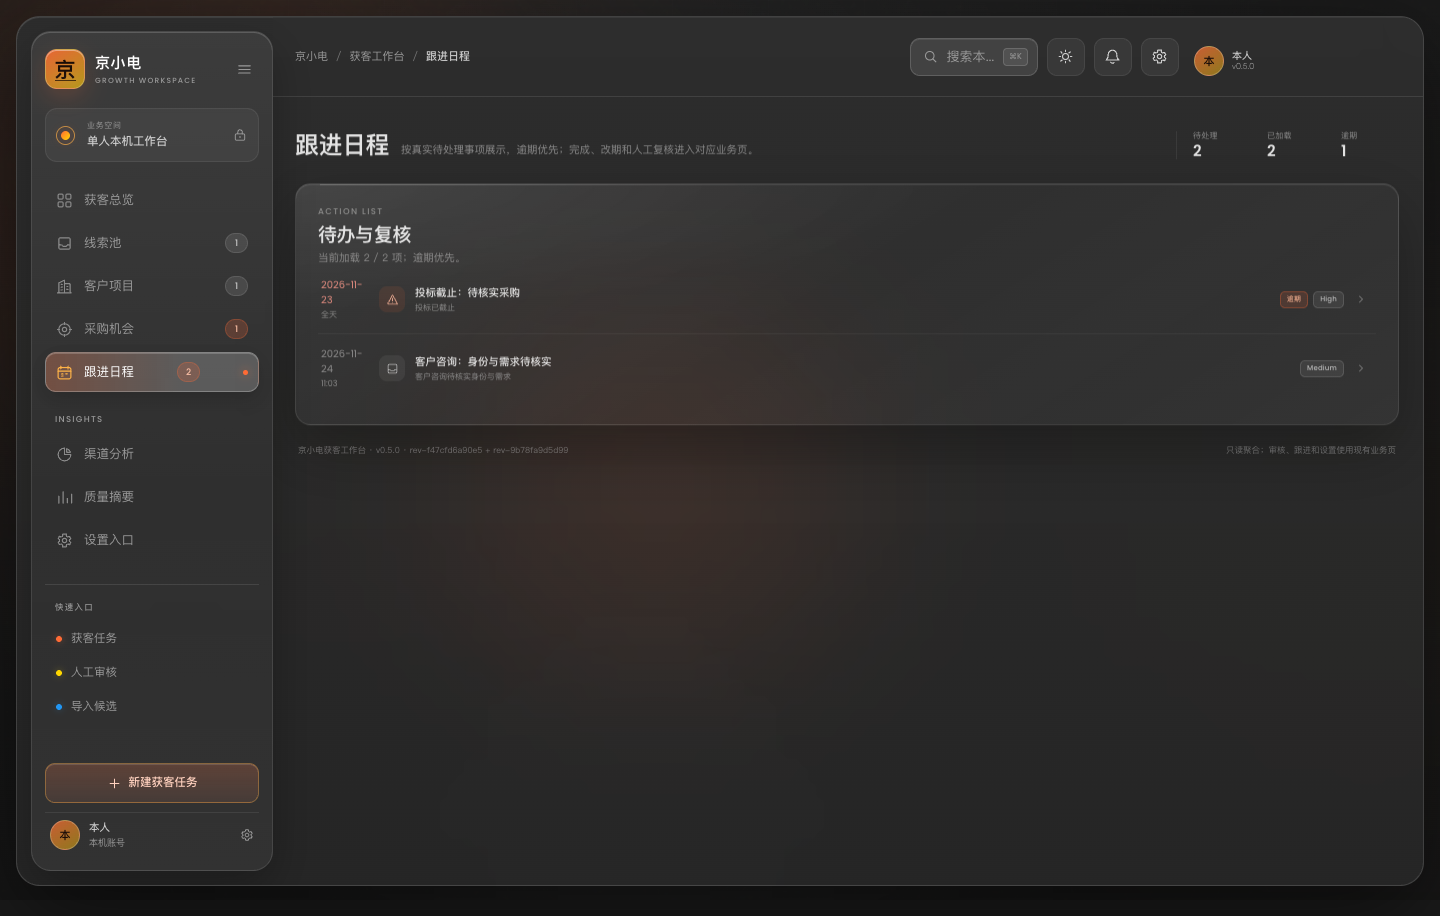 京
京小电
GROWTH WORKSPACE
业务空间
单人本机工作台
获客总览
线索池 1
客户项目 1
采购机会 1
跟进日程 2
INSIGHTS
渠道分析
质量摘要
设置入口
快速入口
获客任务
人工审核
导入候选
新建获客任务
本
本人
本机账号
京小电 / 获客工作台 / 跟进日程
搜索本... ⌘K
本
本人
v0.5.0
跟进日程
按真实待处理事项展示，逾期优先；完成、改期和人工复核进入对应业务页。
待处理
2
已加载
2
逾期
1
ACTION LIST
待办与复核
当前加载 2 / 2 项；逾期优先。
2026-11-
23
全天
投标截止：待核实采购
投标已截止
逾期 High
2026-11-
24
11:03
客户咨询：身份与需求待核实
客户咨询待核实身份与需求
Medium
京小电获客工作台 · v0.5.0 · rev-f47cfd6a90e5 + rev-9b78fa9d5d99
只读聚合；审核、跟进和设置使用现有业务页